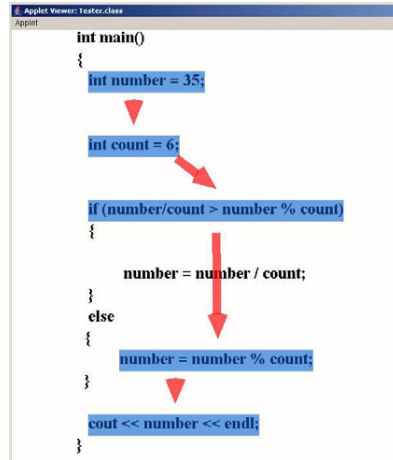 Applet Viewer: Tester.class
Applet
int main()
{
int number = 35;
int count = 6;
if (number/count > number % count)
{
number = number / count;
}
else
{
number = number % count;
}
cout << number << endl;
}